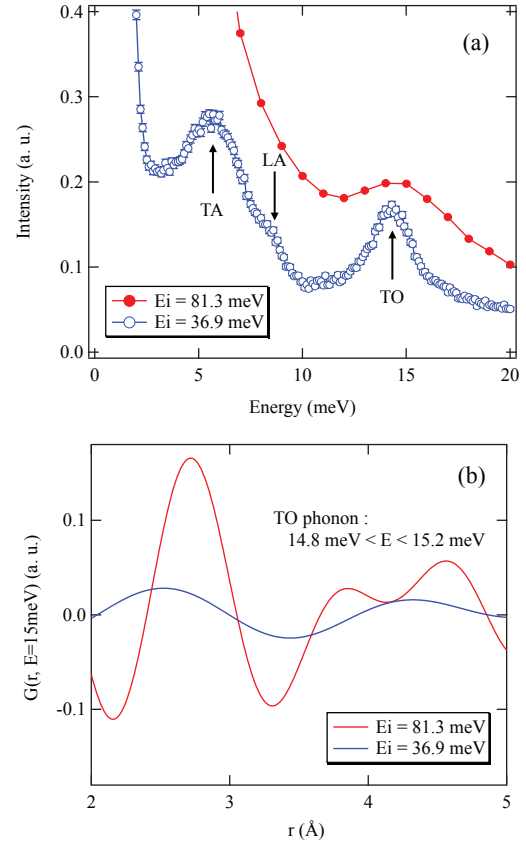 (a)
Intensity (a. u.)
0.4
0.3
0.2
0.1
0.0
LA
TA
TO
Ei = 81.3 meV
Ei = 36.9 meV
0
5
10
15
20
Energy (meV)
(b)
G(r, E=15meV) (a. u.)
0.1
0.0
-0.1
TO phonon :
14.8 meV < E < 15.2 meV
Ei = 81.3 meV
Ei = 36.9 meV
2
3
4
5
r (Å)